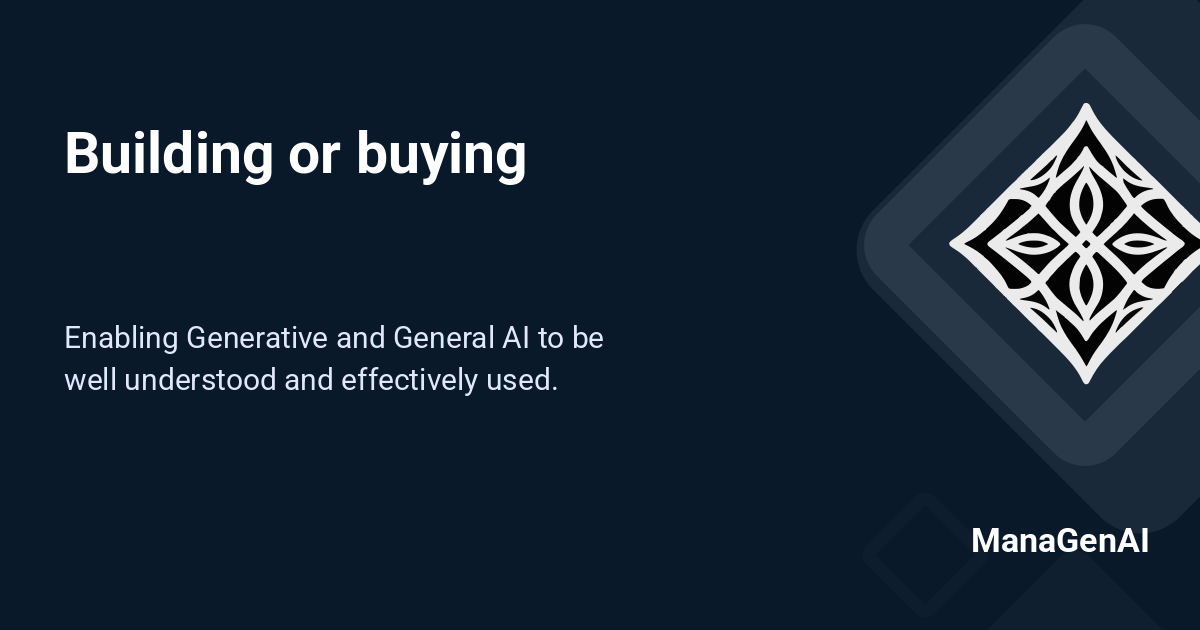 Building or buying
Enabling Generative and General AI to be
well understood and effectively used.
ManaGenAI